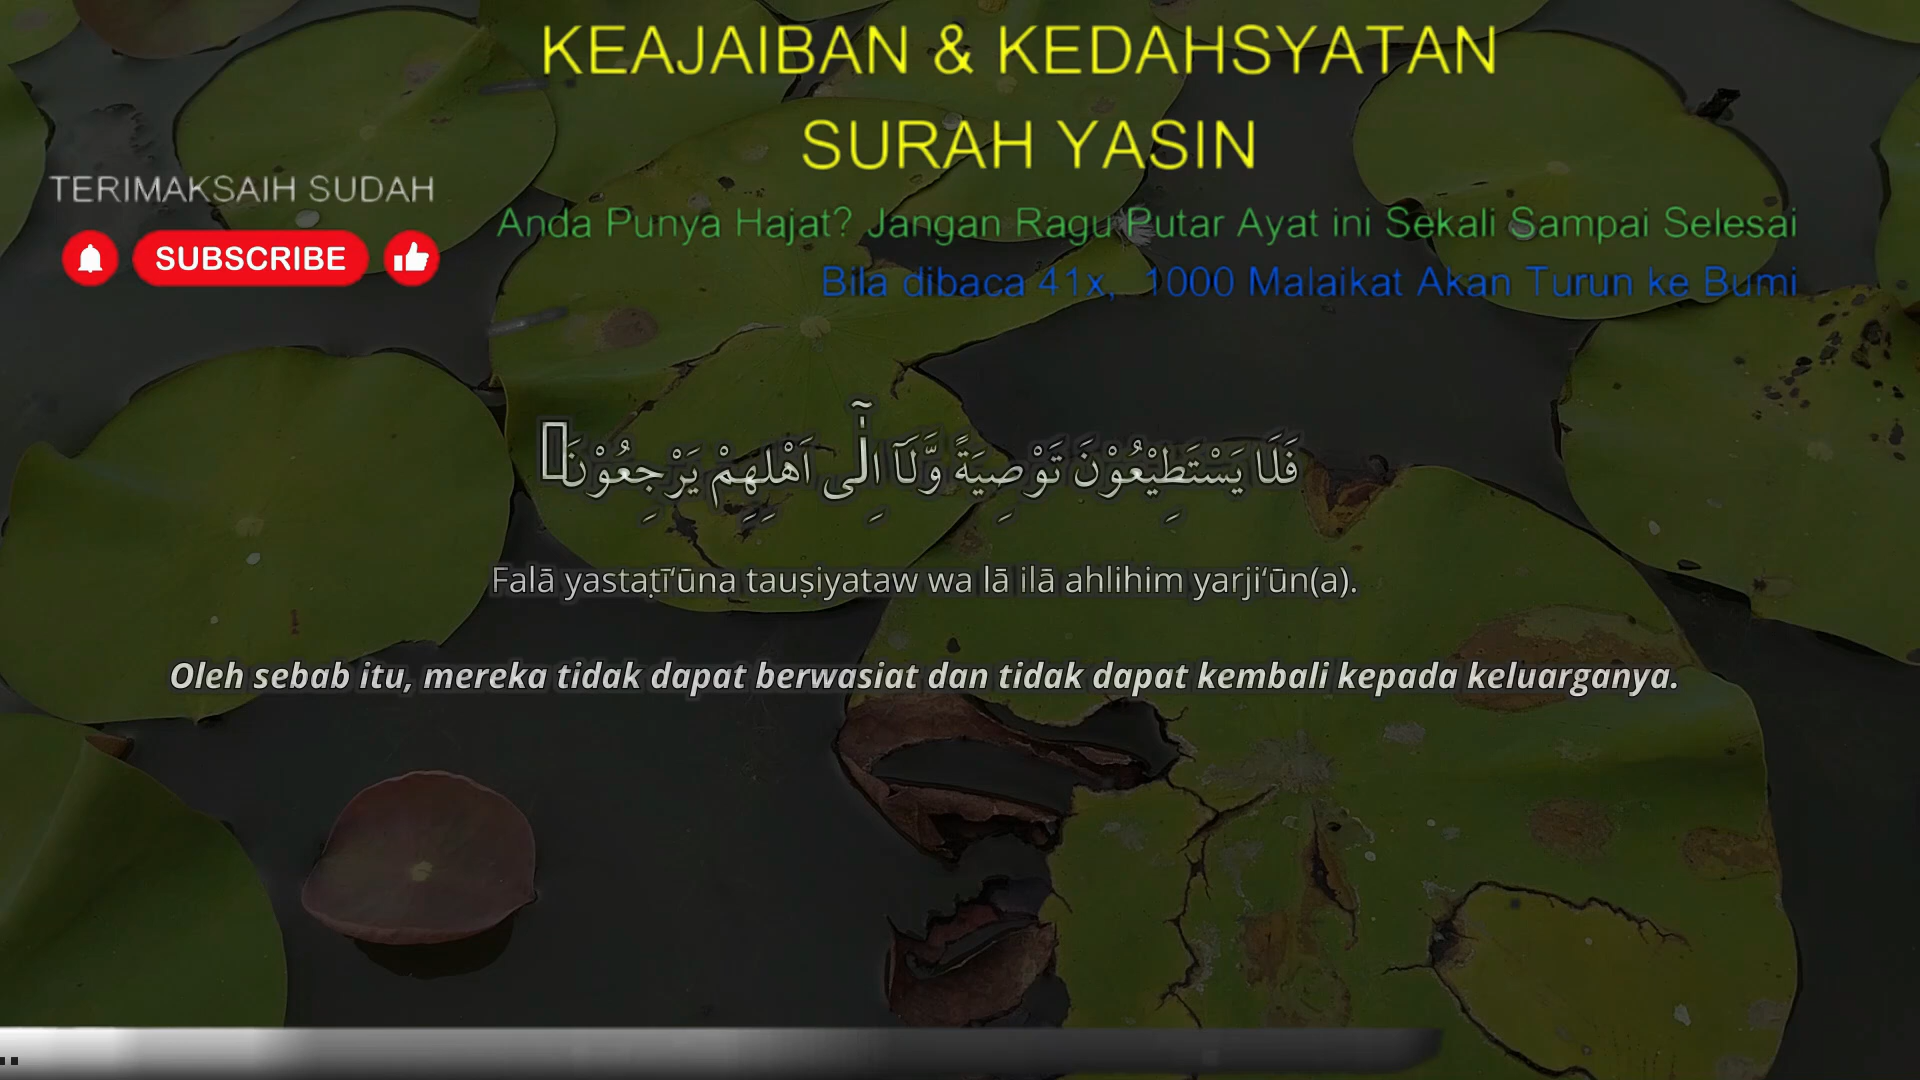 KEAJAIBAN & KEDAHSYATAN
SURAH YASIN
TERIMAKSAIH SUDAH
SUBSCRIBE
Anda Punya Hajat? Jangan Ragu Putar Ayat ini Sekali Sampai Selesai
Bila dibaca 41x, 1000 Malaikat Akan Turun ke Bumi
فَلَا يَسْتَطِيْعُوْنَ تَوْصِيَةً وَّلَآ اِلٰٓى اَهْلِهِمْ يَرْجِعُوْنَ
Falā yastaṭī‘ūna tauṣiyataw wa lā ilā ahlihim yarji‘ūn(a).
Oleh sebab itu, mereka tidak dapat berwasiat dan tidak dapat kembali kepada keluarganya.
..